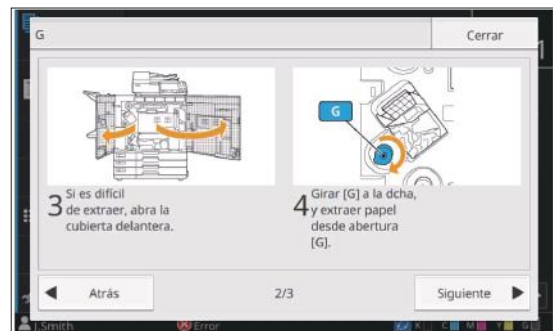 G
Cerrar
1
G
3 Si es difícil
de extraer, abra la
cubierta delantera.
4 Girar [G] a la dcha,
y extraer papel
desde abertura
[G].
Atrás
2/3
Siguiente
J.Smith
Error
K
C
M
Y
G